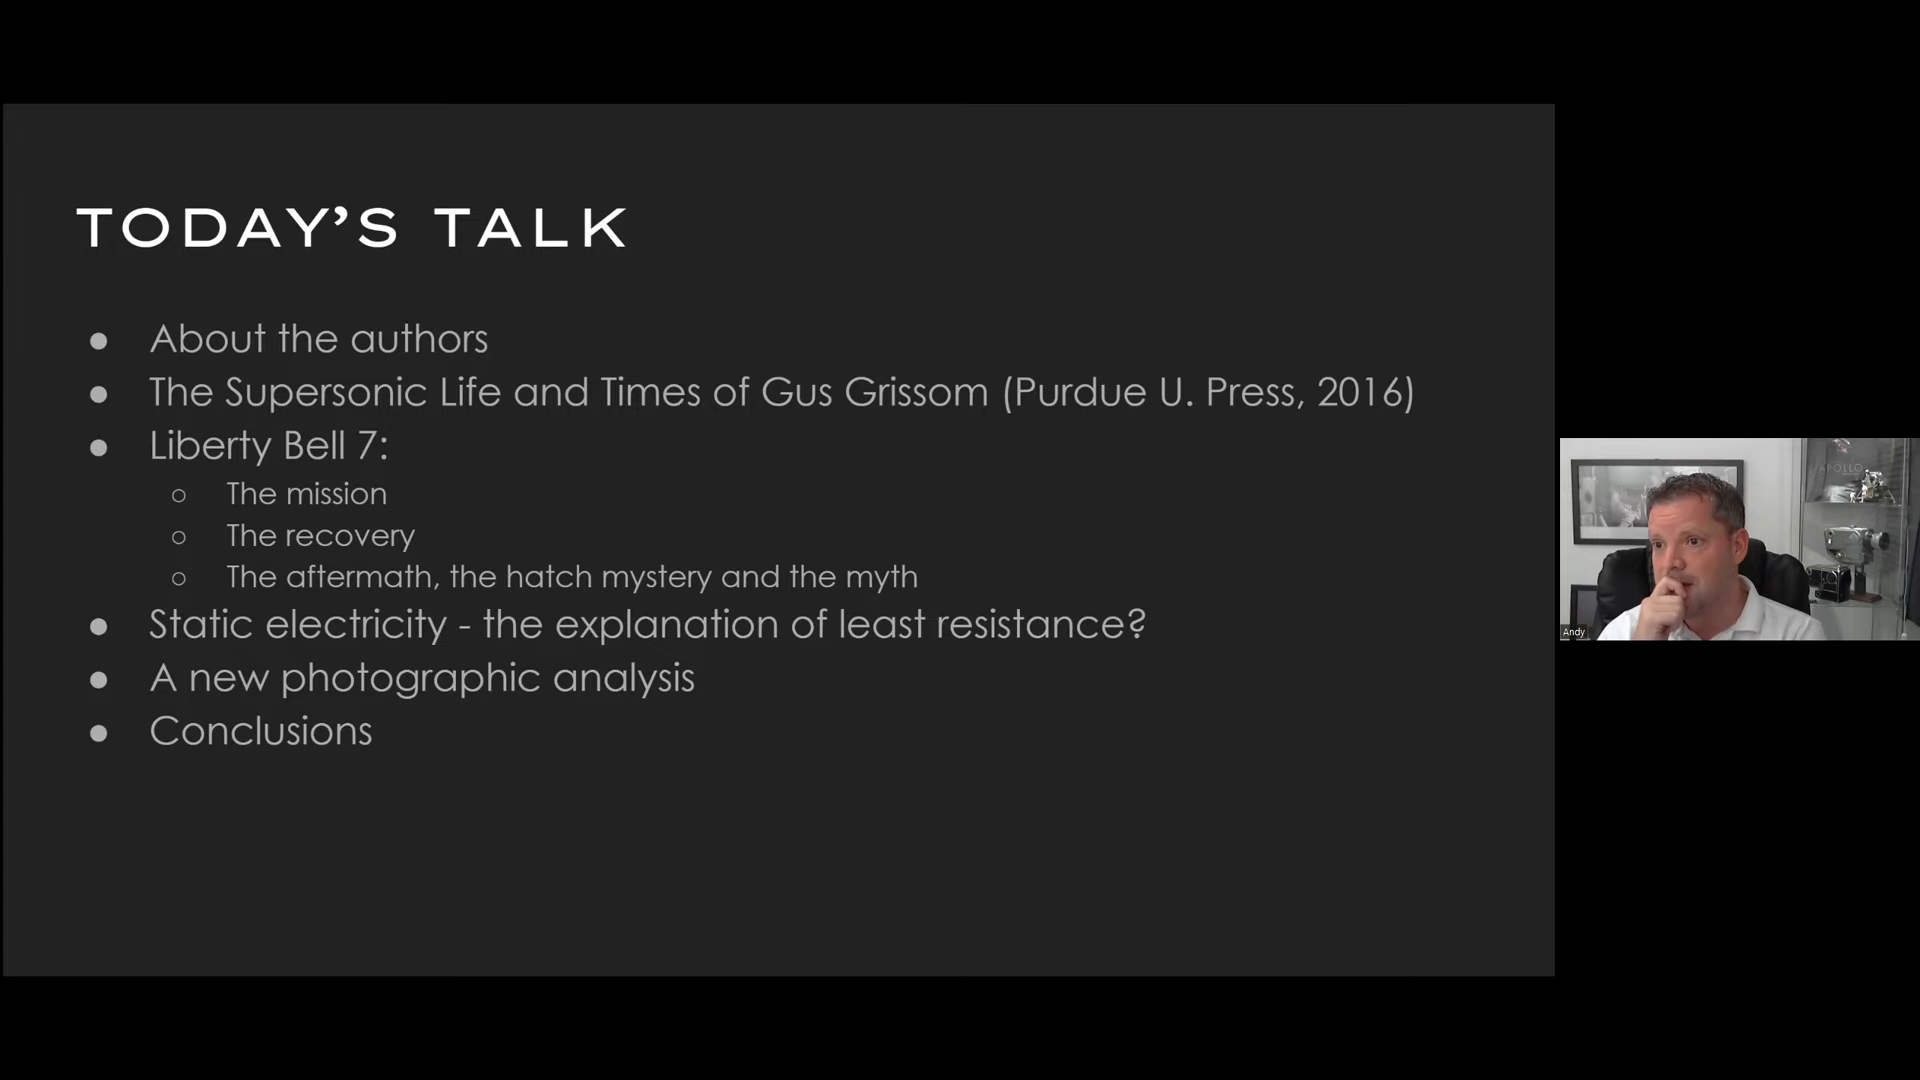 TODAY’S TALK
● About the authors
● The Supersonic Life and Times of Gus Grissom (Purdue U. Press, 2016)
● Liberty Bell 7:
○ The mission
○ The recovery
○ The aftermath, the hatch mystery and the myth
● Static electricity - the explanation of least resistance?
● A new photographic analysis
● Conclusions
APOLLO
Andy